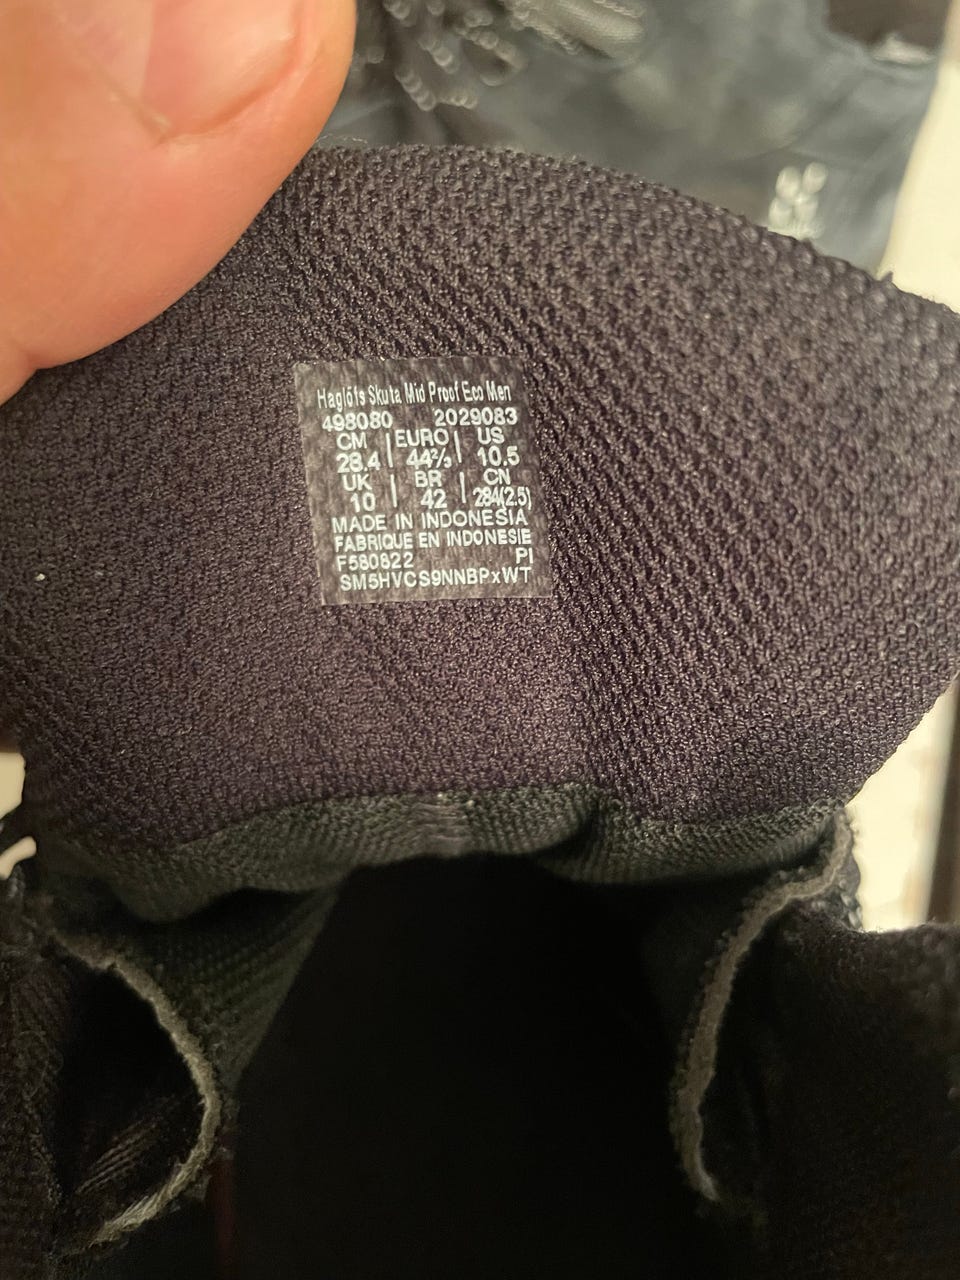 Haglöfs Skuta Mid Proof Eco Men
498080 2029083
CM | EURO | US
28.4 | 44⅔ | 10.5
UK | BR | CN
10 | 42 | 284(2.5)
MADE IN INDONESIA
FABRIQUE EN INDONESIE
F580822 PI
SM5HVCS9NNBPxWT